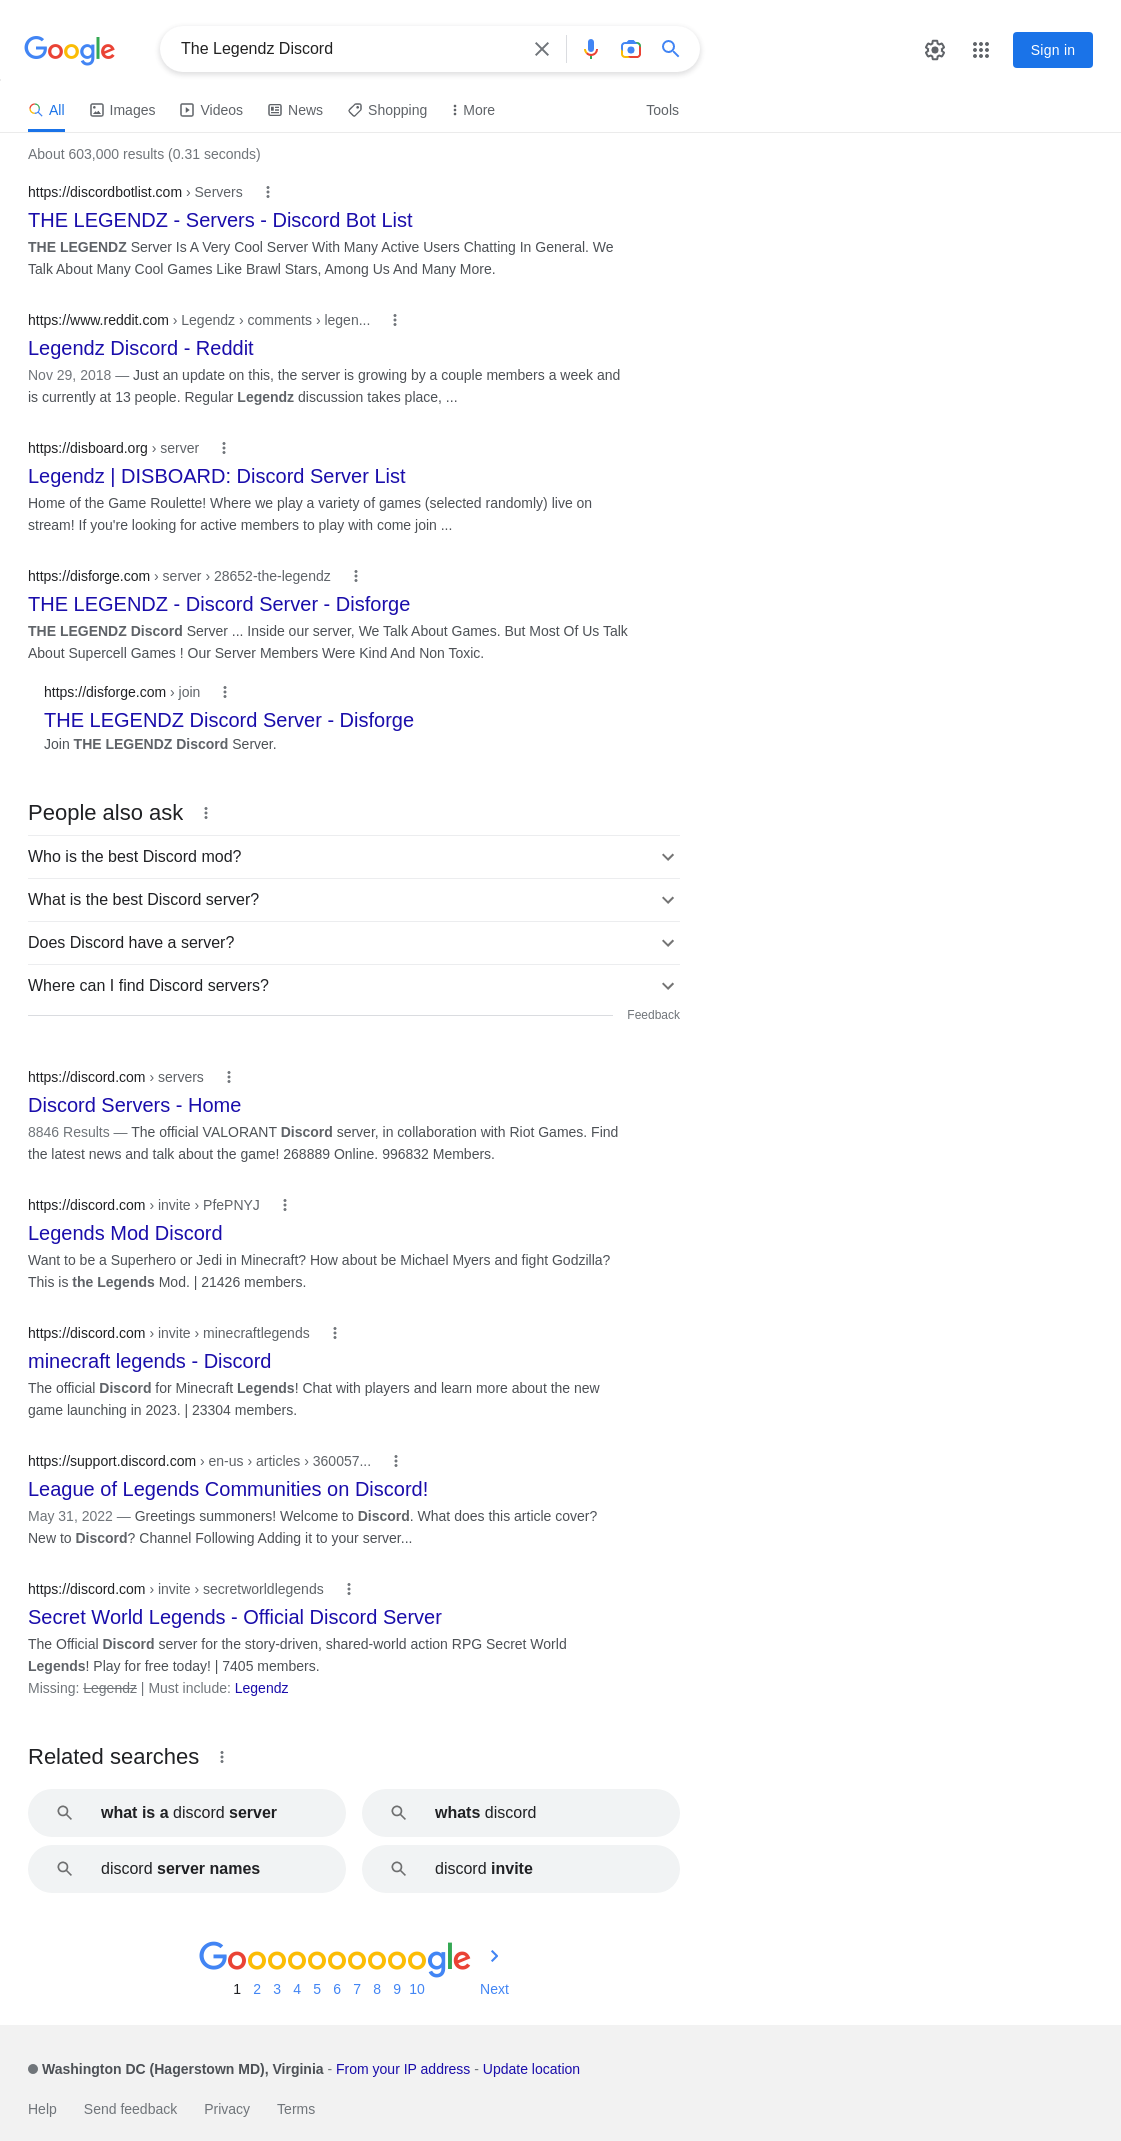 Google
The Legendz Discord
Sign in
All
Images
Videos
News
Shopping
More
Tools
About 603,000 results (0.31 seconds)
https://discordbotlist.com › Servers
THE LEGENDZ - Servers - Discord Bot List
THE LEGENDZ Server Is A Very Cool Server With Many Active Users Chatting In General. We
Talk About Many Cool Games Like Brawl Stars, Among Us And Many More.
https://www.reddit.com › Legendz › comments › legen...
Legendz Discord - Reddit
Nov 29, 2018 — Just an update on this, the server is growing by a couple members a week and
is currently at 13 people. Regular Legendz discussion takes place, ...
https://disboard.org › server
Legendz | DISBOARD: Discord Server List
Home of the Game Roulette! Where we play a variety of games (selected randomly) live on
stream! If you're looking for active members to play with come join ...
https://disforge.com › server › 28652-the-legendz
THE LEGENDZ - Discord Server - Disforge
THE LEGENDZ Discord Server ... Inside our server, We Talk About Games. But Most Of Us Talk
About Supercell Games ! Our Server Members Were Kind And Non Toxic.
https://disforge.com › join
THE LEGENDZ Discord Server - Disforge
Join THE LEGENDZ Discord Server.
People also ask
Who is the best Discord mod?
What is the best Discord server?
Does Discord have a server?
Where can I find Discord servers?
Feedback
https://discord.com › servers
Discord Servers - Home
8846 Results — The official VALORANT Discord server, in collaboration with Riot Games. Find
the latest news and talk about the game! 268889 Online. 996832 Members.
https://discord.com › invite › PfePNYJ
Legends Mod Discord
Want to be a Superhero or Jedi in Minecraft? How about be Michael Myers and fight Godzilla?
This is the Legends Mod. | 21426 members.
https://discord.com › invite › minecraftlegends
minecraft legends - Discord
The official Discord for Minecraft Legends! Chat with players and learn more about the new
game launching in 2023. | 23304 members.
https://support.discord.com › en-us › articles › 360057...
League of Legends Communities on Discord!
May 31, 2022 — Greetings summoners! Welcome to Discord. What does this article cover?
New to Discord? Channel Following Adding it to your server...
https://discord.com › invite › secretworldlegends
Secret World Legends - Official Discord Server
The Official Discord server for the story-driven, shared-world action RPG Secret World
Legends! Play for free today! | 7405 members.
Missing: Legendz | Must include: Legendz
Related searches
what is a discord server
whats discord
discord server names
discord invite
Goooooooooogle
1 2 3 4 5 6 7 8 9 10 Next
Washington DC (Hagerstown MD), Virginia - From your IP address - Update location
Help Send feedback Privacy Terms